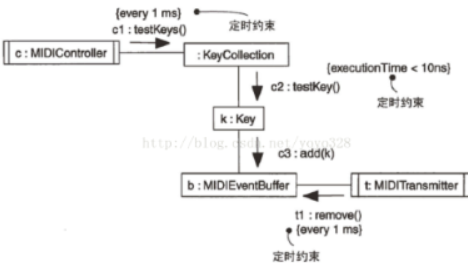 {every 1 ms}
定时约束
c1 : testKeys()
c : MIDIController
: KeyCollection
{executionTime < 10ns}
c2 : testKey()
定时约束
k : Key
http://blog.csdn.net/yoyo328
c3 : add(k)
b : MIDIEventBuffer
t: MIDITransmitter
t1 : remove()
{every 1 ms}
定时约束